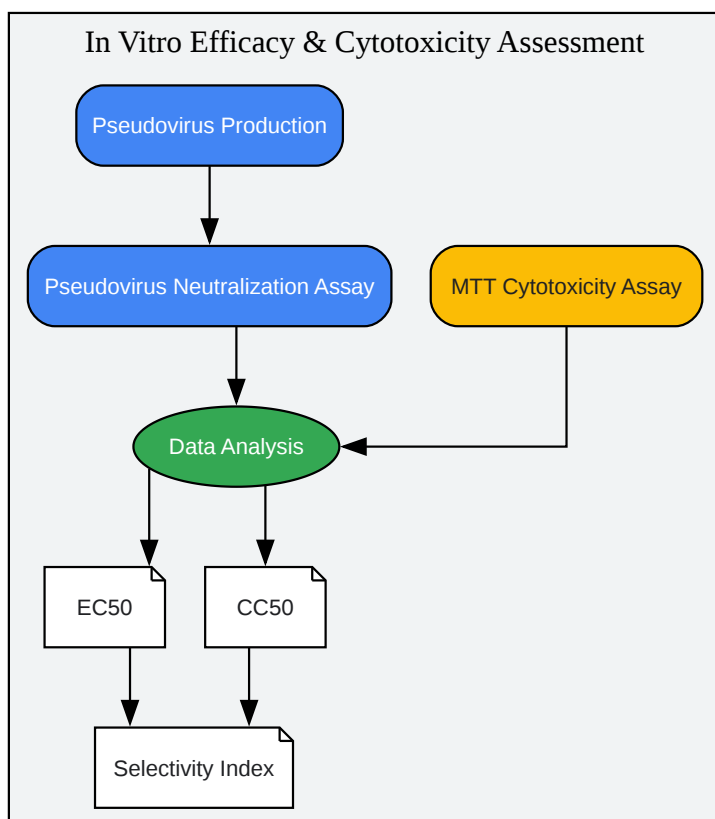 In Vitro Efficacy & Cytotoxicity Assessment
Pseudovirus Production
Pseudovirus Neutralization Assay
MTT Cytotoxicity Assay
Data Analysis
EC50
CC50
Selectivity Index